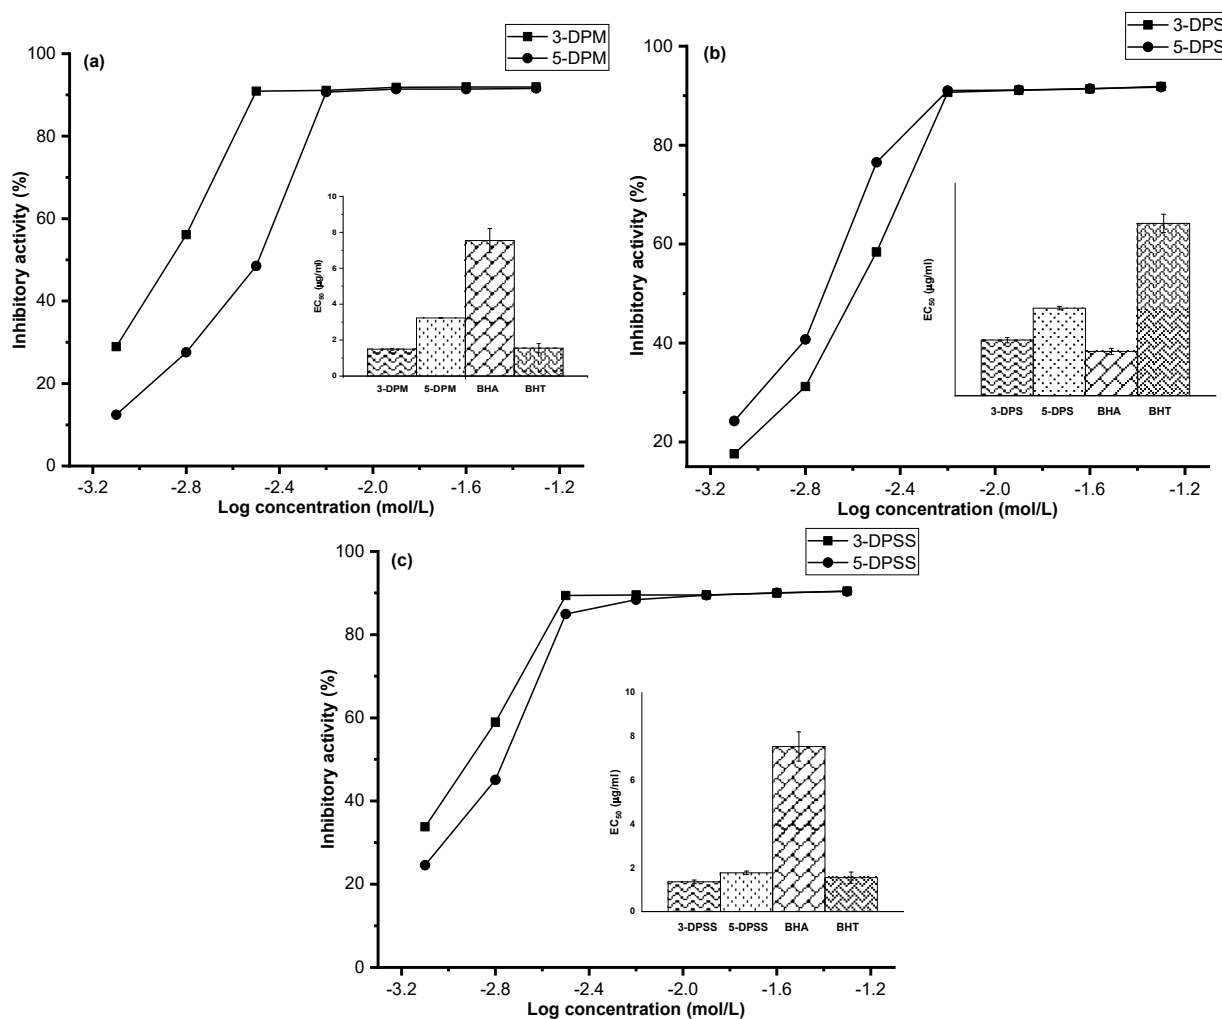 (a)
3-DPM
5-DPM
100
80
60
40
20
0
Inhibitory activity (%)
-3.2
-2.8
-2.4
-2.0
-1.6
-1.2
Log concentration (mol/L)
10
8
6
4
2
0
EC50 (µg/ml)
3-DPM
5-DPM
BHA
BHT
(b)
3-DPS
5-DPS
100
80
60
40
20
Inhibitory activity (%)
-3.2
-2.8
-2.4
-2.0
-1.6
-1.2
Log concentration (mol/L)
EC50 (µg/ml)
3-DPS
5-DPS
BHA
BHT
(c)
3-DPSS
5-DPSS
100
80
60
40
20
0
Inhibitory activity (%)
-3.2
-2.8
-2.4
-2.0
-1.6
-1.2
Log concentration (mol/L)
10
8
6
4
2
0
EC50 (µg/ml)
3-DPSS
5-DPSS
BHA
BHT